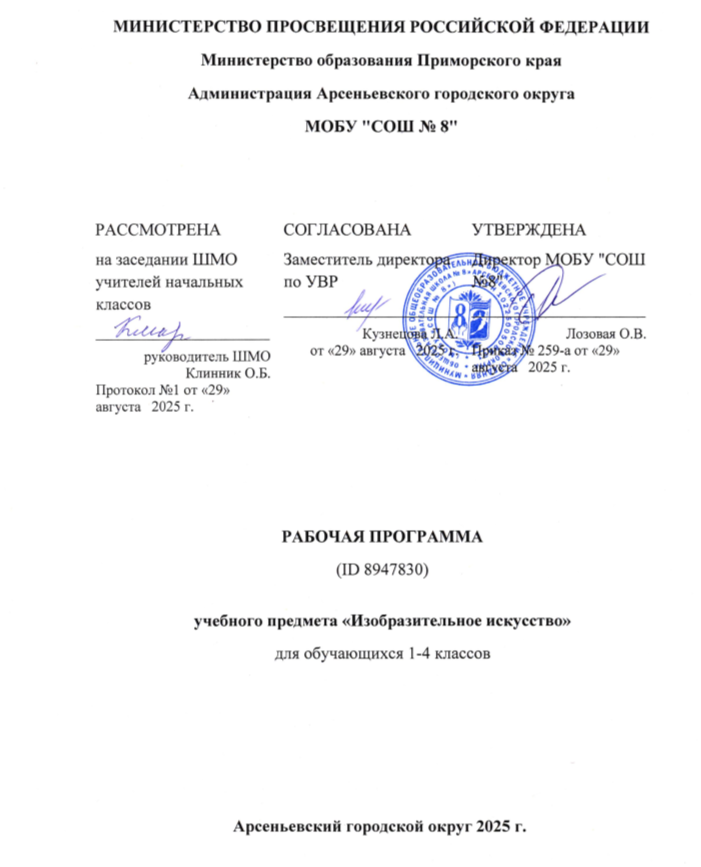 МИНИСТЕРСТВО ПРОСВЕЩЕНИЯ РОССИЙСКОЙ ФЕДЕРАЦИИ
Министерство образования Приморского края
Администрация Арсеньевского городского округа
МОБУ "СОШ № 8"
РАССМОТРЕНА
на заседании ШМО
учителей начальных
классов
руководитель ШМО
Клинник О.Б.
Протокол №1 от «29»
августа 2025 г.
СОГЛАСОВАНА
Заместитель директора
по УВР
Кузнецова Л.А.
от «29» августа 2025 г.
УТВЕРЖДЕНА
Директор МОБУ "СОШ
№8"
Лозовая О.В.
Приказ № 259-а от «29»
августа 2025 г.
РАБОЧАЯ ПРОГРАММА
(ID 8947830)
учебного предмета «Изобразительное искусство»
для обучающихся 1-4 классов
Арсеньевский городской округ 2025 г.